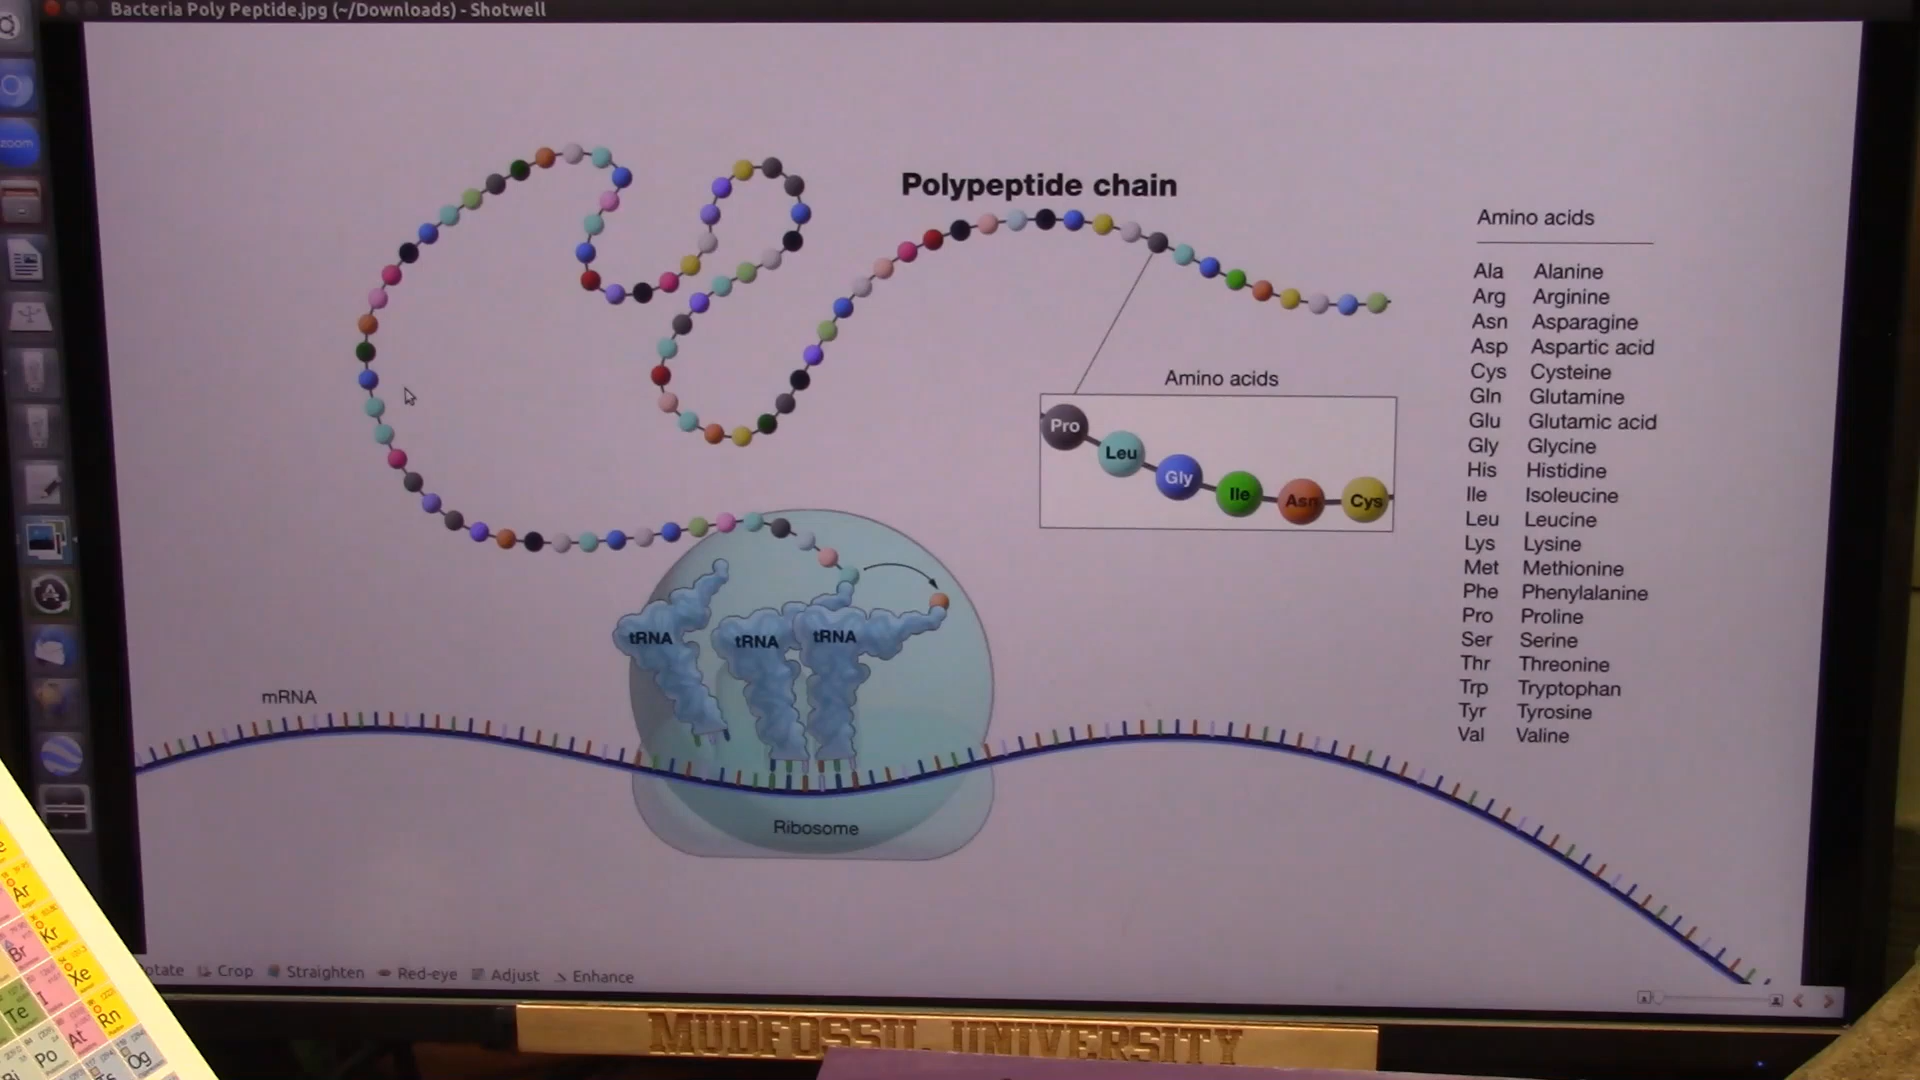 Bacteria Poly Peptide.jpg (~/Downloads) - Shotwell
zoom
Polypeptide chain
Amino acids
Ala Alanine
Arg Arginine
Asn Asparagine
Asp Aspartic acid
Cys Cysteine
Gln Glutamine
Glu Glutamic acid
Gly Glycine
His Histidine
Ile Isoleucine
Leu Leucine
Lys Lysine
Met Methionine
Phe Phenylalanine
Pro Proline
Ser Serine
Thr Threonine
Trp Tryptophan
Tyr Tyrosine
Val Valine
Amino acids
Pro Leu Gly Ile Asn Cys
tRNA tRNA tRNA
mRNA
Ribosome
Crop Straighten Red-eye Adjust Enhance
MUDFOSSIL UNIVERSITY
Ar
Br Kr
Te I Xe
Po At Rn
Og